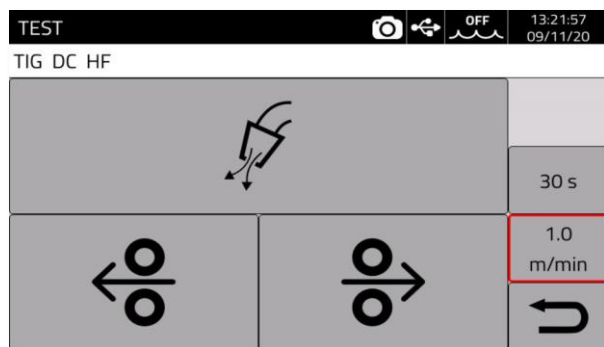 TEST
OFF
13:21:57
09/11/20
TIG DC HF
30 s
1.0
m/min